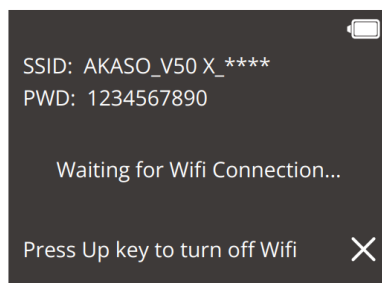 SSID: AKASO_V50 X_****
PWD: 1234567890
Waiting for Wifi Connection...
Press Up key to turn off Wifi